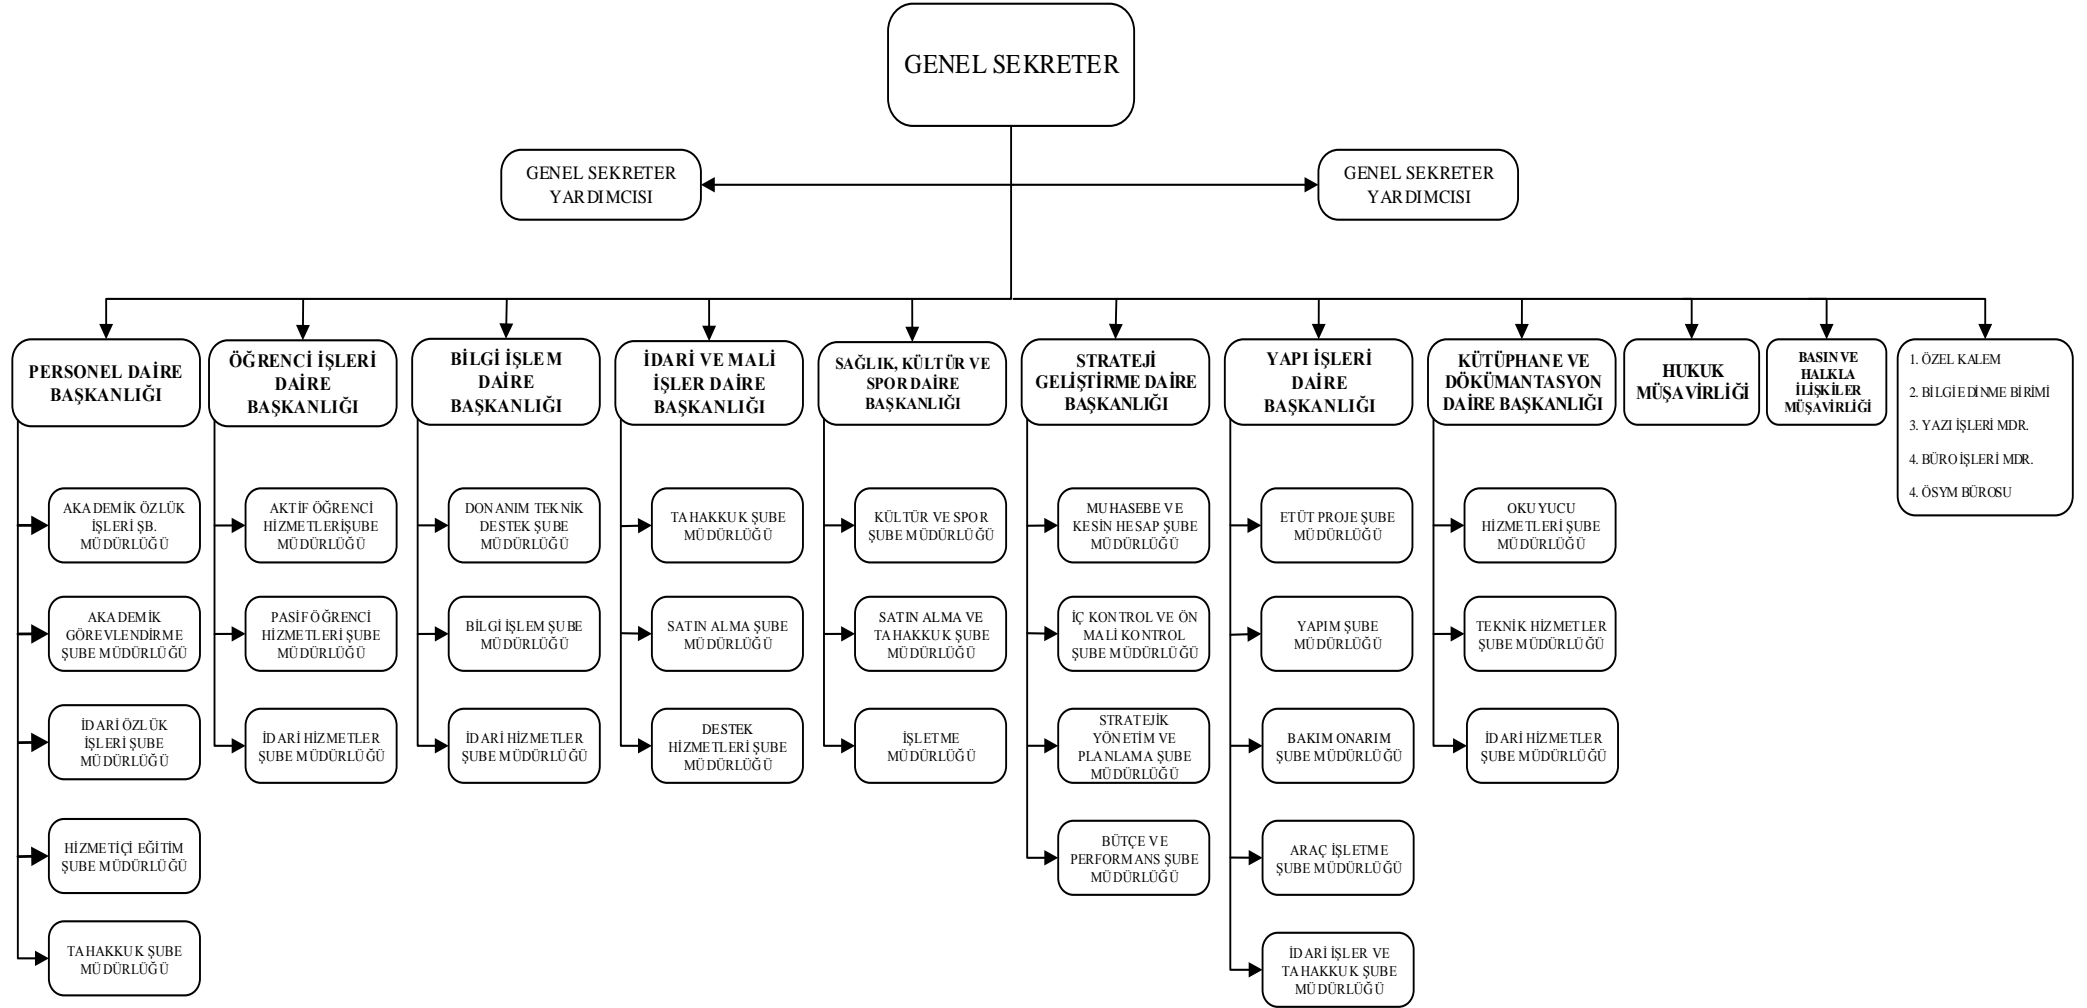 GENEL SEKRETER
GENEL SEKRETER
YARDIMCISI
GENEL SEKRETER
YARDIMCISI
PERSONEL DAİRE
BAŞKANLIĞI
AKADEMİK ÖZLÜK
İŞLERİ ŞB.
MÜDÜRLÜĞÜ
AKADEMİK
GÖREVLENDİRME
ŞUBE MÜDÜRLÜĞÜ
İDARİ ÖZLÜK
İŞLERİ ŞUBE
MÜDÜRLÜĞÜ
HİZMETİÇİ EĞİTİM
ŞUBE MÜDÜRLÜĞÜ
TAHAKKUK ŞUBE
MÜDÜRLÜĞÜ
ÖĞRENCİ İŞLERİ
DAİRE
BAŞKANLIĞI
AKTİF ÖĞRENCİ
HİZMETLERİŞUBE
MÜDÜRLÜĞÜ
PASİF ÖĞRENCİ
HİZMETLERİ ŞUBE
MÜDÜRLÜĞÜ
İDARİ HİZMETLER
ŞUBE MÜDÜRLÜĞÜ
BİLGİ İŞLEM
DAİRE
BAŞKANLIĞI
DONANIM TEKNİK
DESTEK ŞUBE
MÜDÜRLÜĞÜ
BİLGİ İŞLEM ŞUBE
MÜDÜRLÜĞÜ
İDARİ HİZMETLER
ŞUBE MÜDÜRLÜĞÜ
İDARİ VE MALİ
İŞLER DAİRE
BAŞKANLIĞI
TAHAKKUK ŞUBE
MÜDÜRLÜĞÜ
SATIN ALMA ŞUBE
MÜDÜRLÜĞÜ
DESTEK
HİZMETLERİ ŞUBE
MÜDÜRLÜĞÜ
SAĞLIK, KÜLTÜR VE
SPOR DAİRE
BAŞKANLIĞI
KÜLTÜR VE SPOR
ŞUBE MÜDÜRLÜĞÜ
SATIN ALMA VE
TAHAKKUK ŞUBE
MÜDÜRLÜĞÜ
İŞLETME
MÜDÜRLÜĞÜ
STRATEJİ
GELİŞTİRME DAİRE
BAŞKANLIĞI
MUHASEBE VE
KESİN HESAP ŞUBE
MÜDÜRLÜĞÜ
İÇ KONTROL VE ÖN
MALİ KONTROL
ŞUBE MÜDÜRLÜĞÜ
STRATEJİK
YÖNETİM VE
PLANLAMA ŞUBE
MÜDÜRLÜĞÜ
BÜTÇE VE
PERFORMANS ŞUBE
MÜDÜRLÜĞÜ
YAPI İŞLERİ
DAİRE
BAŞKANLIĞI
ETÜT PROJE ŞUBE
MÜDÜRLÜĞÜ
YAPIM ŞUBE
MÜDÜRLÜĞÜ
BAKIM ONARIM
ŞUBE MÜDÜRLÜĞÜ
ARAÇ İŞLETME
ŞUBE MÜDÜRLÜĞÜ
İDARİ İŞLER VE
TAHAKKUK ŞUBE
MÜDÜRLÜĞÜ
KÜTÜPHANE VE
DÖKÜMANTASYON
DAİRE BAŞKANLIĞI
OKUYUCU
HİZMETLERİ ŞUBE
MÜDÜRLÜĞÜ
TEKNİK HİZMETLER
ŞUBE MÜDÜRLÜĞÜ
İDARİ HİZMETLER
ŞUBE MÜDÜRLÜĞÜ
HUKUK
MÜŞAVİRLİĞİ
BASIN VE
HALKLA
İLİŞKİLER
MÜŞAVİRLİĞİ
1. ÖZEL KALEM
2. BİLGİ EDİNME BİRİMİ
3. YAZI İŞLERİ MDR.
4. BÜRO İŞLERİ MDR.
4. ÖSYM BÜROSU